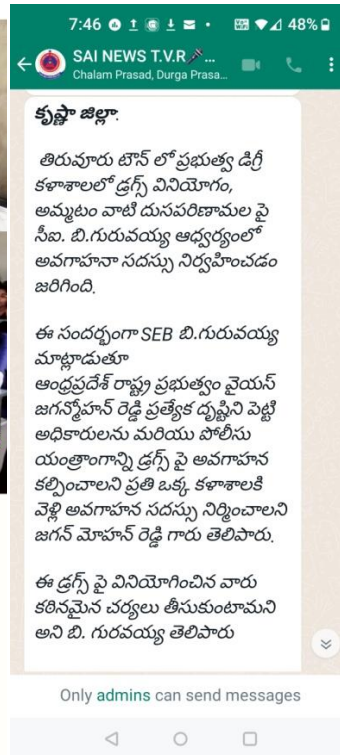 7:46 48%
SAI NEWS T.V.R🎤...
Chalam Prasad, Durga Prasa...
కృష్ణా జిల్లా:
తిరువూరు టౌన్ లో ప్రభుత్వ డిగ్రీ
కళాశాలలో డ్రగ్స్ వినియోగం,
అమ్మటం వాటి దుసపరిణామల పై
సీఐ. బి.గురువయ్య ఆధ్వర్యంలో
అవగాహనా సదస్సు నిర్వహించడం
జరిగింది.
ఈ సందర్భంగా SEB బి.గురువయ్య
మాట్లాడుతూ
ఆంధ్రప్రదేశ్ రాష్ట్ర ప్రభుత్వం వైయస్
జగన్మోహన్ రెడ్డి ప్రత్యేక దృష్టిని పెట్టి
అధికారులను మరియు పోలీసు
యంత్రాంగాన్ని డ్రగ్స్ పై అవగాహన
కల్పించాలని ప్రతి ఒక్క కళాశాలకి
వెళ్లి అవగాహన సదస్సు నిర్మించాలని
జగన్ మోహన్ రెడ్డి గారు తెలిపారు.
ఈ డ్రగ్స్ పై వినియోగించిన వారు
కఠినమైన చర్యలు తీసుకుంటామని
అని బి. గురవయ్య తెలిపారు
Only admins can send messages